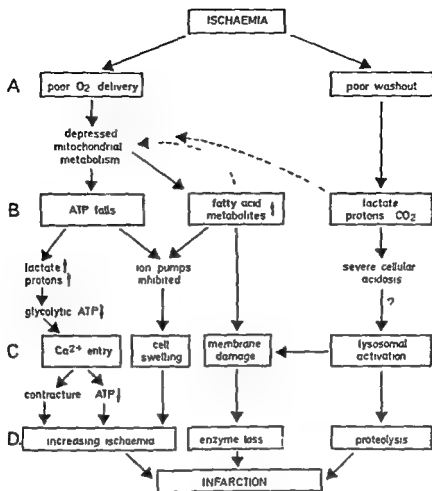 ISCHAEMIA
A
poor O2 delivery
poor washout
depressed
mitochondrial
metabolism
B
ATP falls
fatty acid
metabolites ↑
lactate
protons CO2
lactate ↑
protons ↑
ion pumps
inhibited
severe cellular
acidosis
?
glycolytic ATP ↓
C
Ca2+ entry
cell
swelling
membrane
damage
lysosomal
activation
contracture
ATP ↓
D.
increasing ischaemia
enzyme loss
proteolysis
INFARCTION